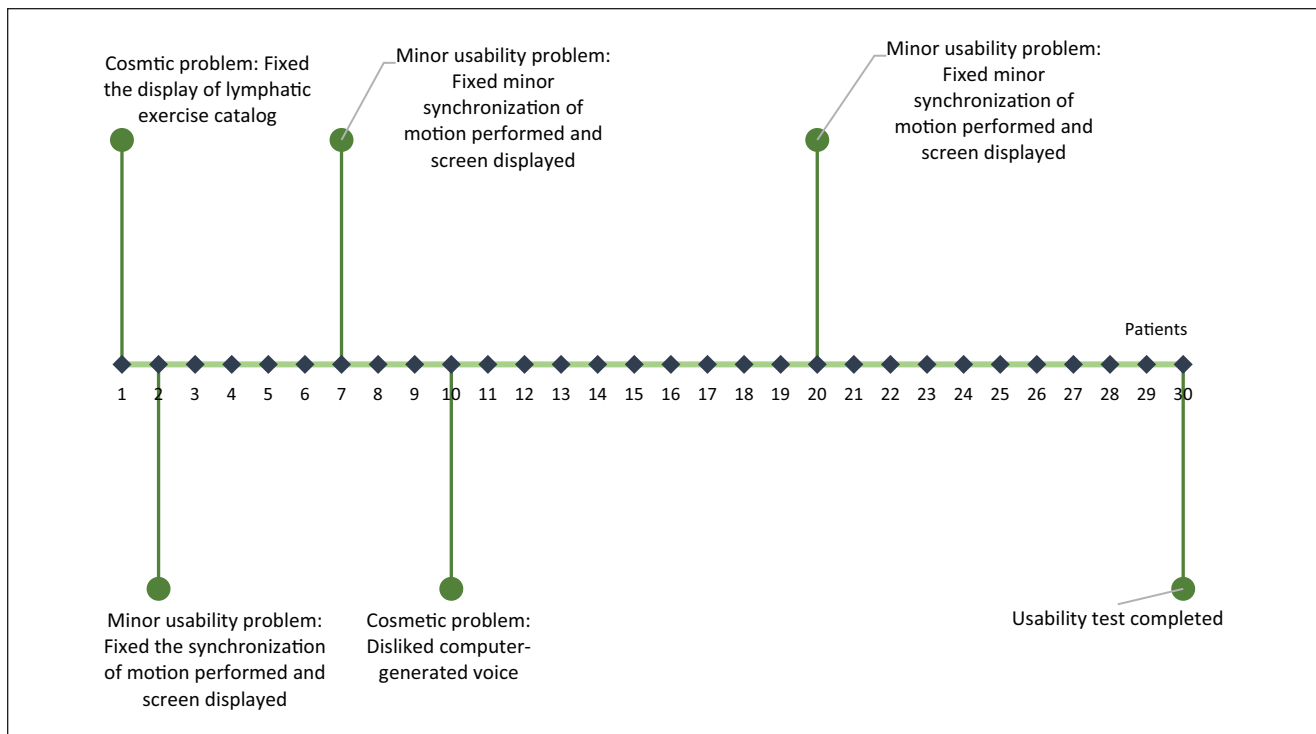 Cosmtic problem: Fixed
the display of lymphatic
exercise catalog
Minor usability problem:
Fixed minor
synchronization of
motion performed and
screen displayed
Minor usability problem:
Fixed minor
synchronization of
motion performed and
screen displayed
Patients
1 2 3 4 5 6 7 8 9 10 11 12 13 14 15 16 17 18 19 20 21 22 23 24 25 26 27 28 29 30
Minor usability problem:
Fixed the synchronization
of motion performed and
screen displayed
Cosmetic problem:
Disliked computer-
generated voice
Usability test completed